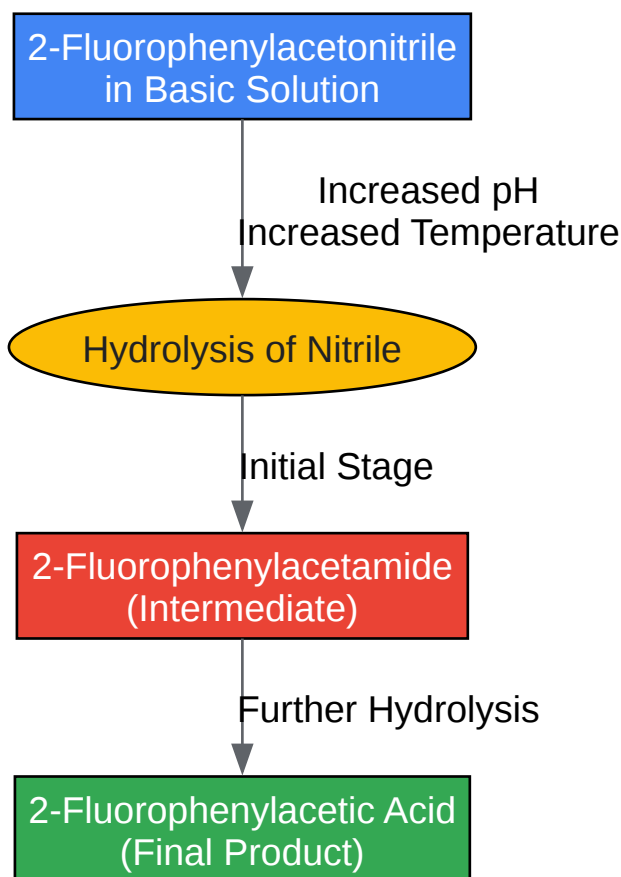 2-Fluorophenylacetonitrile
in Basic Solution
Increased pH
Increased Temperature
Hydrolysis of Nitrile
Initial Stage
2-Fluorophenylacetamide
(Intermediate)
Further Hydrolysis
2-Fluorophenylacetic Acid
(Final Product)